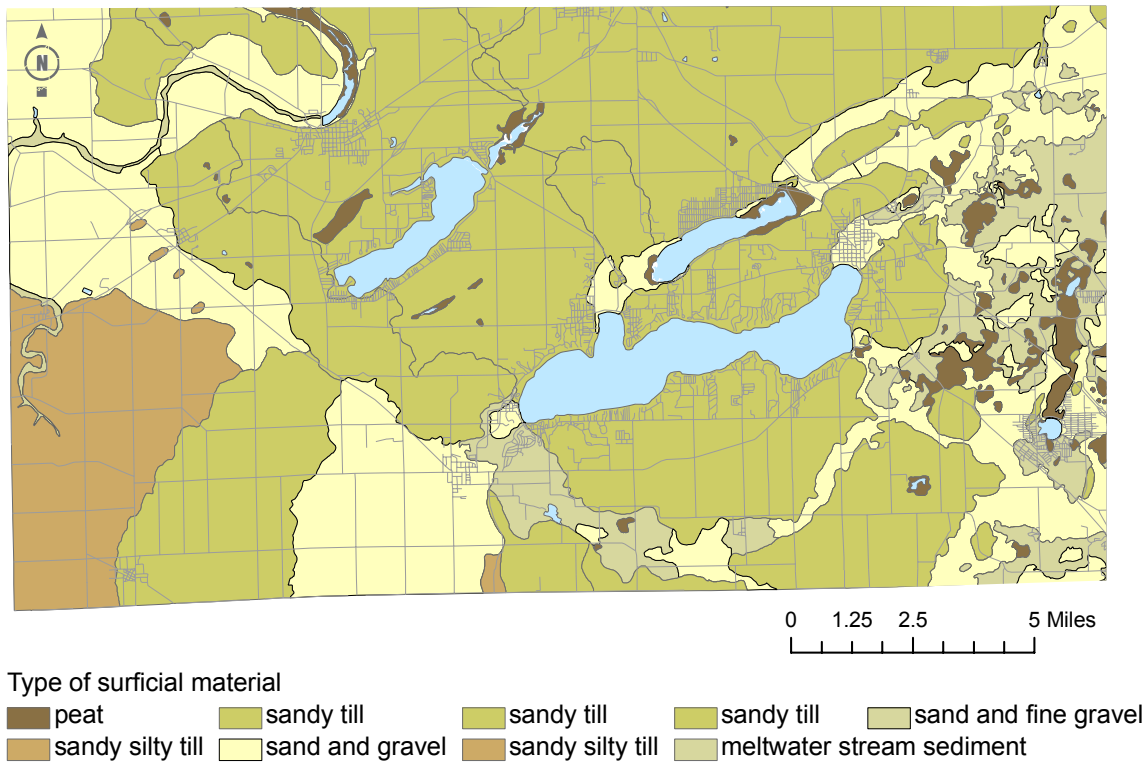 N
0 1.25 2.5 5 Miles
Type of surficial material
peat sandy till sandy till sandy till sand and fine gravel
sandy silty till sand and gravel sandy silty till meltwater stream sediment